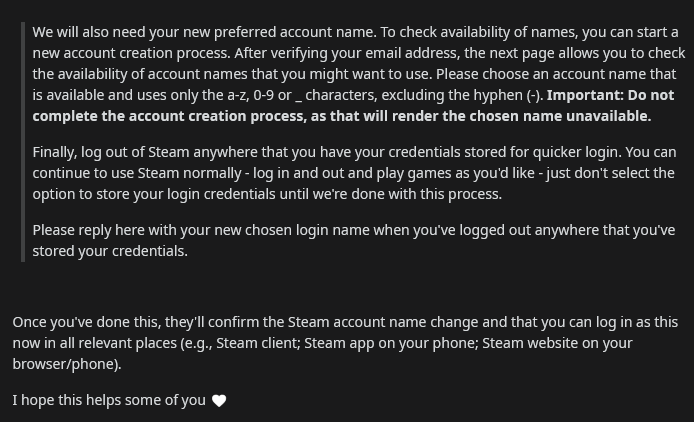 We will also need your new preferred account name. To check availability of names, you can start a
new account creation process. After verifying your email address, the next page allows you to check
the availability of account names that you might want to use. Please choose an account name that
is available and uses only the a-z, 0-9 or _ characters, excluding the hyphen (-). Important: Do not
complete the account creation process, as that will render the chosen name unavailable.
Finally, log out of Steam anywhere that you have your credentials stored for quicker login. You can
continue to use Steam normally - log in and out and play games as you'd like - just don't select the
option to store your login credentials until we're done with this process.
Please reply here with your new chosen login name when you've logged out anywhere that you've
stored your credentials.
Once you've done this, they'll confirm the Steam account name change and that you can log in as this
now in all relevant places (e.g., Steam client; Steam app on your phone; Steam website on your
browser/phone).
I hope this helps some of you 🤍